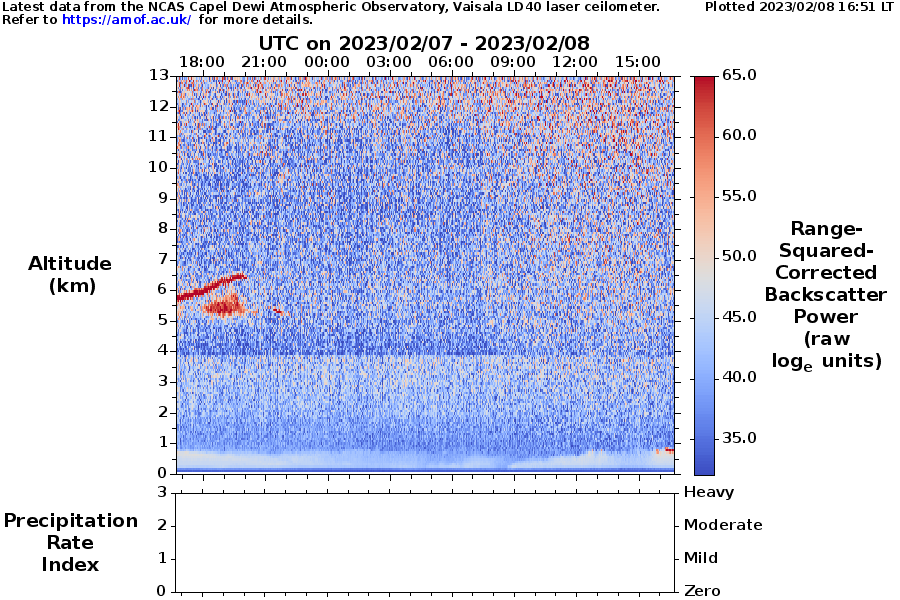 Latest data from the NCAS Capel Dewi Atmospheric Observatory, Vaisala LD40 laser ceilometer.
Plotted 2023/02/08 16:51 LT
Refer to https://amof.ac.uk/ for more details.
UTC on 2023/02/07 - 2023/02/08
18:00 21:00 00:00 03:00 06:00 09:00 12:00 15:00
13
12
11
10
9
8
7
6
5
4
3
2
1
0
Altitude
(km)
65.0
60.0
55.0
50.0
45.0
40.0
35.0
Range-
Squared-
Corrected
Backscatter
Power
(raw
logₑ units)
Precipitation
Rate
Index
3
2
1
0
Heavy
Moderate
Mild
Zero